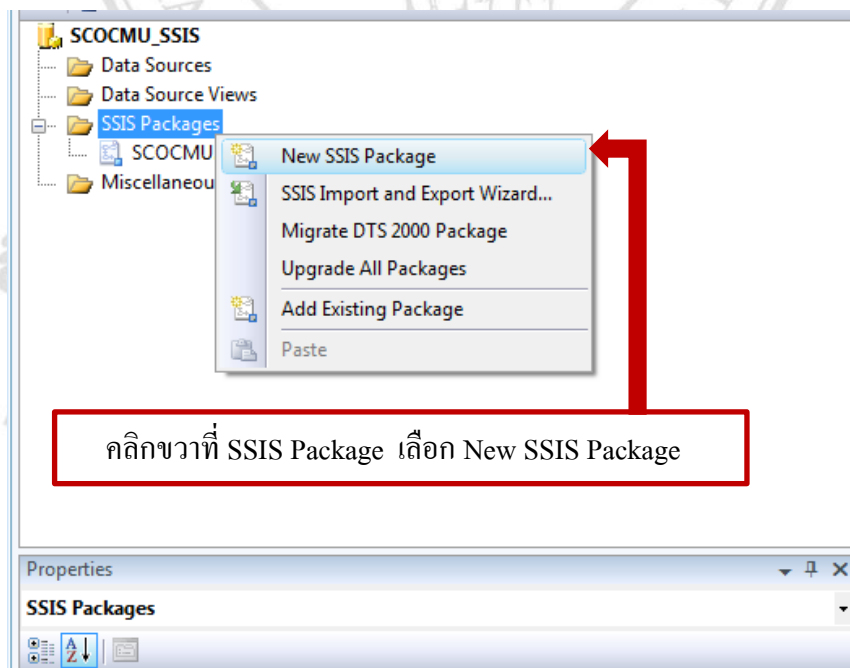 SCOCMU_SSIS
Data Sources
Data Source Views
SSIS Packages
SCOCMU
Miscellaneou
New SSIS Package
SSIS Import and Export Wizard...
Migrate DTS 2000 Package
Upgrade All Packages
Add Existing Package
Paste
คลิกขวาที่ SSIS Package เลือก New SSIS Package
Properties
SSIS Packages